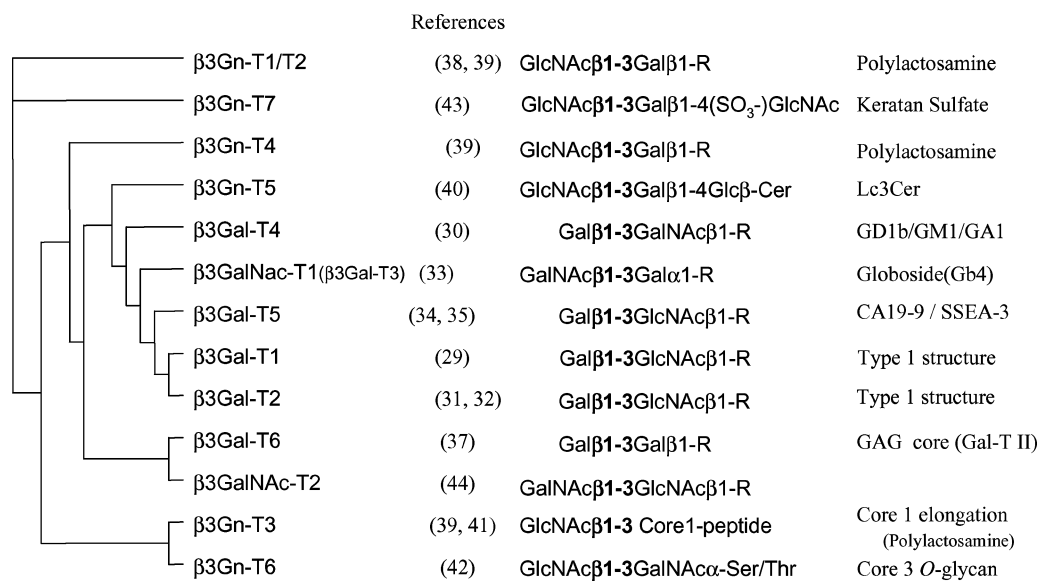 References
β3Gn-T1/T2 (38, 39) GlcNAcβ1-3Galβ1-R Polylactosamine
β3Gn-T7 (43) GlcNAcβ1-3Galβ1-4(SO₃-)GlcNAc Keratan Sulfate
β3Gn-T4 (39) GlcNAcβ1-3Galβ1-R Polylactosamine
β3Gn-T5 (40) GlcNAcβ1-3Galβ1-4Glcβ-Cer Lc3Cer
β3Gal-T4 (30) Galβ1-3GalNAcβ1-R GD1b/GM1/GA1
β3GalNac-T1(β3Gal-T3) (33) GalNAcβ1-3Galα1-R Globoside(Gb4)
β3Gal-T5 (34, 35) Galβ1-3GlcNAcβ1-R CA19-9 / SSEA-3
β3Gal-T1 (29) Galβ1-3GlcNAcβ1-R Type 1 structure
β3Gal-T2 (31, 32) Galβ1-3GlcNAcβ1-R Type 1 structure
β3Gal-T6 (37) Galβ1-3Galβ1-R GAG core (Gal-T II)
β3GalNAc-T2 (44) GalNAcβ1-3GlcNAcβ1-R
β3Gn-T3 (39, 41) GlcNAcβ1-3 Core1-peptide Core 1 elongation
(Polylactosamine)
β3Gn-T6 (42) GlcNAcβ1-3GalNAcα-Ser/Thr Core 3 O-glycan